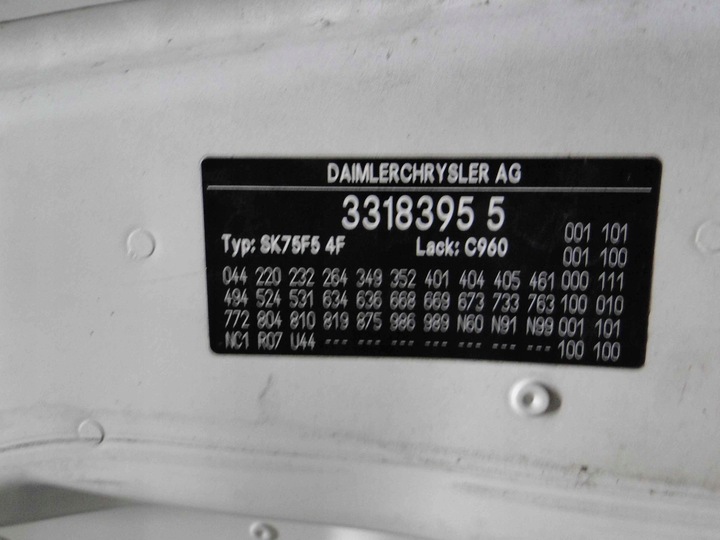 DAIMLERCHRYSLER AG
3318395 5
001 101
Typ: SK75F5 4F Lack: C960
001 100
044 220 232 264 349 352 401 404 405 461 000 111
494 524 531 634 636 668 669 673 733 763 100 010
772 804 810 819 875 986 989 N60 N91 N99 001 101
NC1 R07 U44 --- --- --- --- --- --- --- 100 100